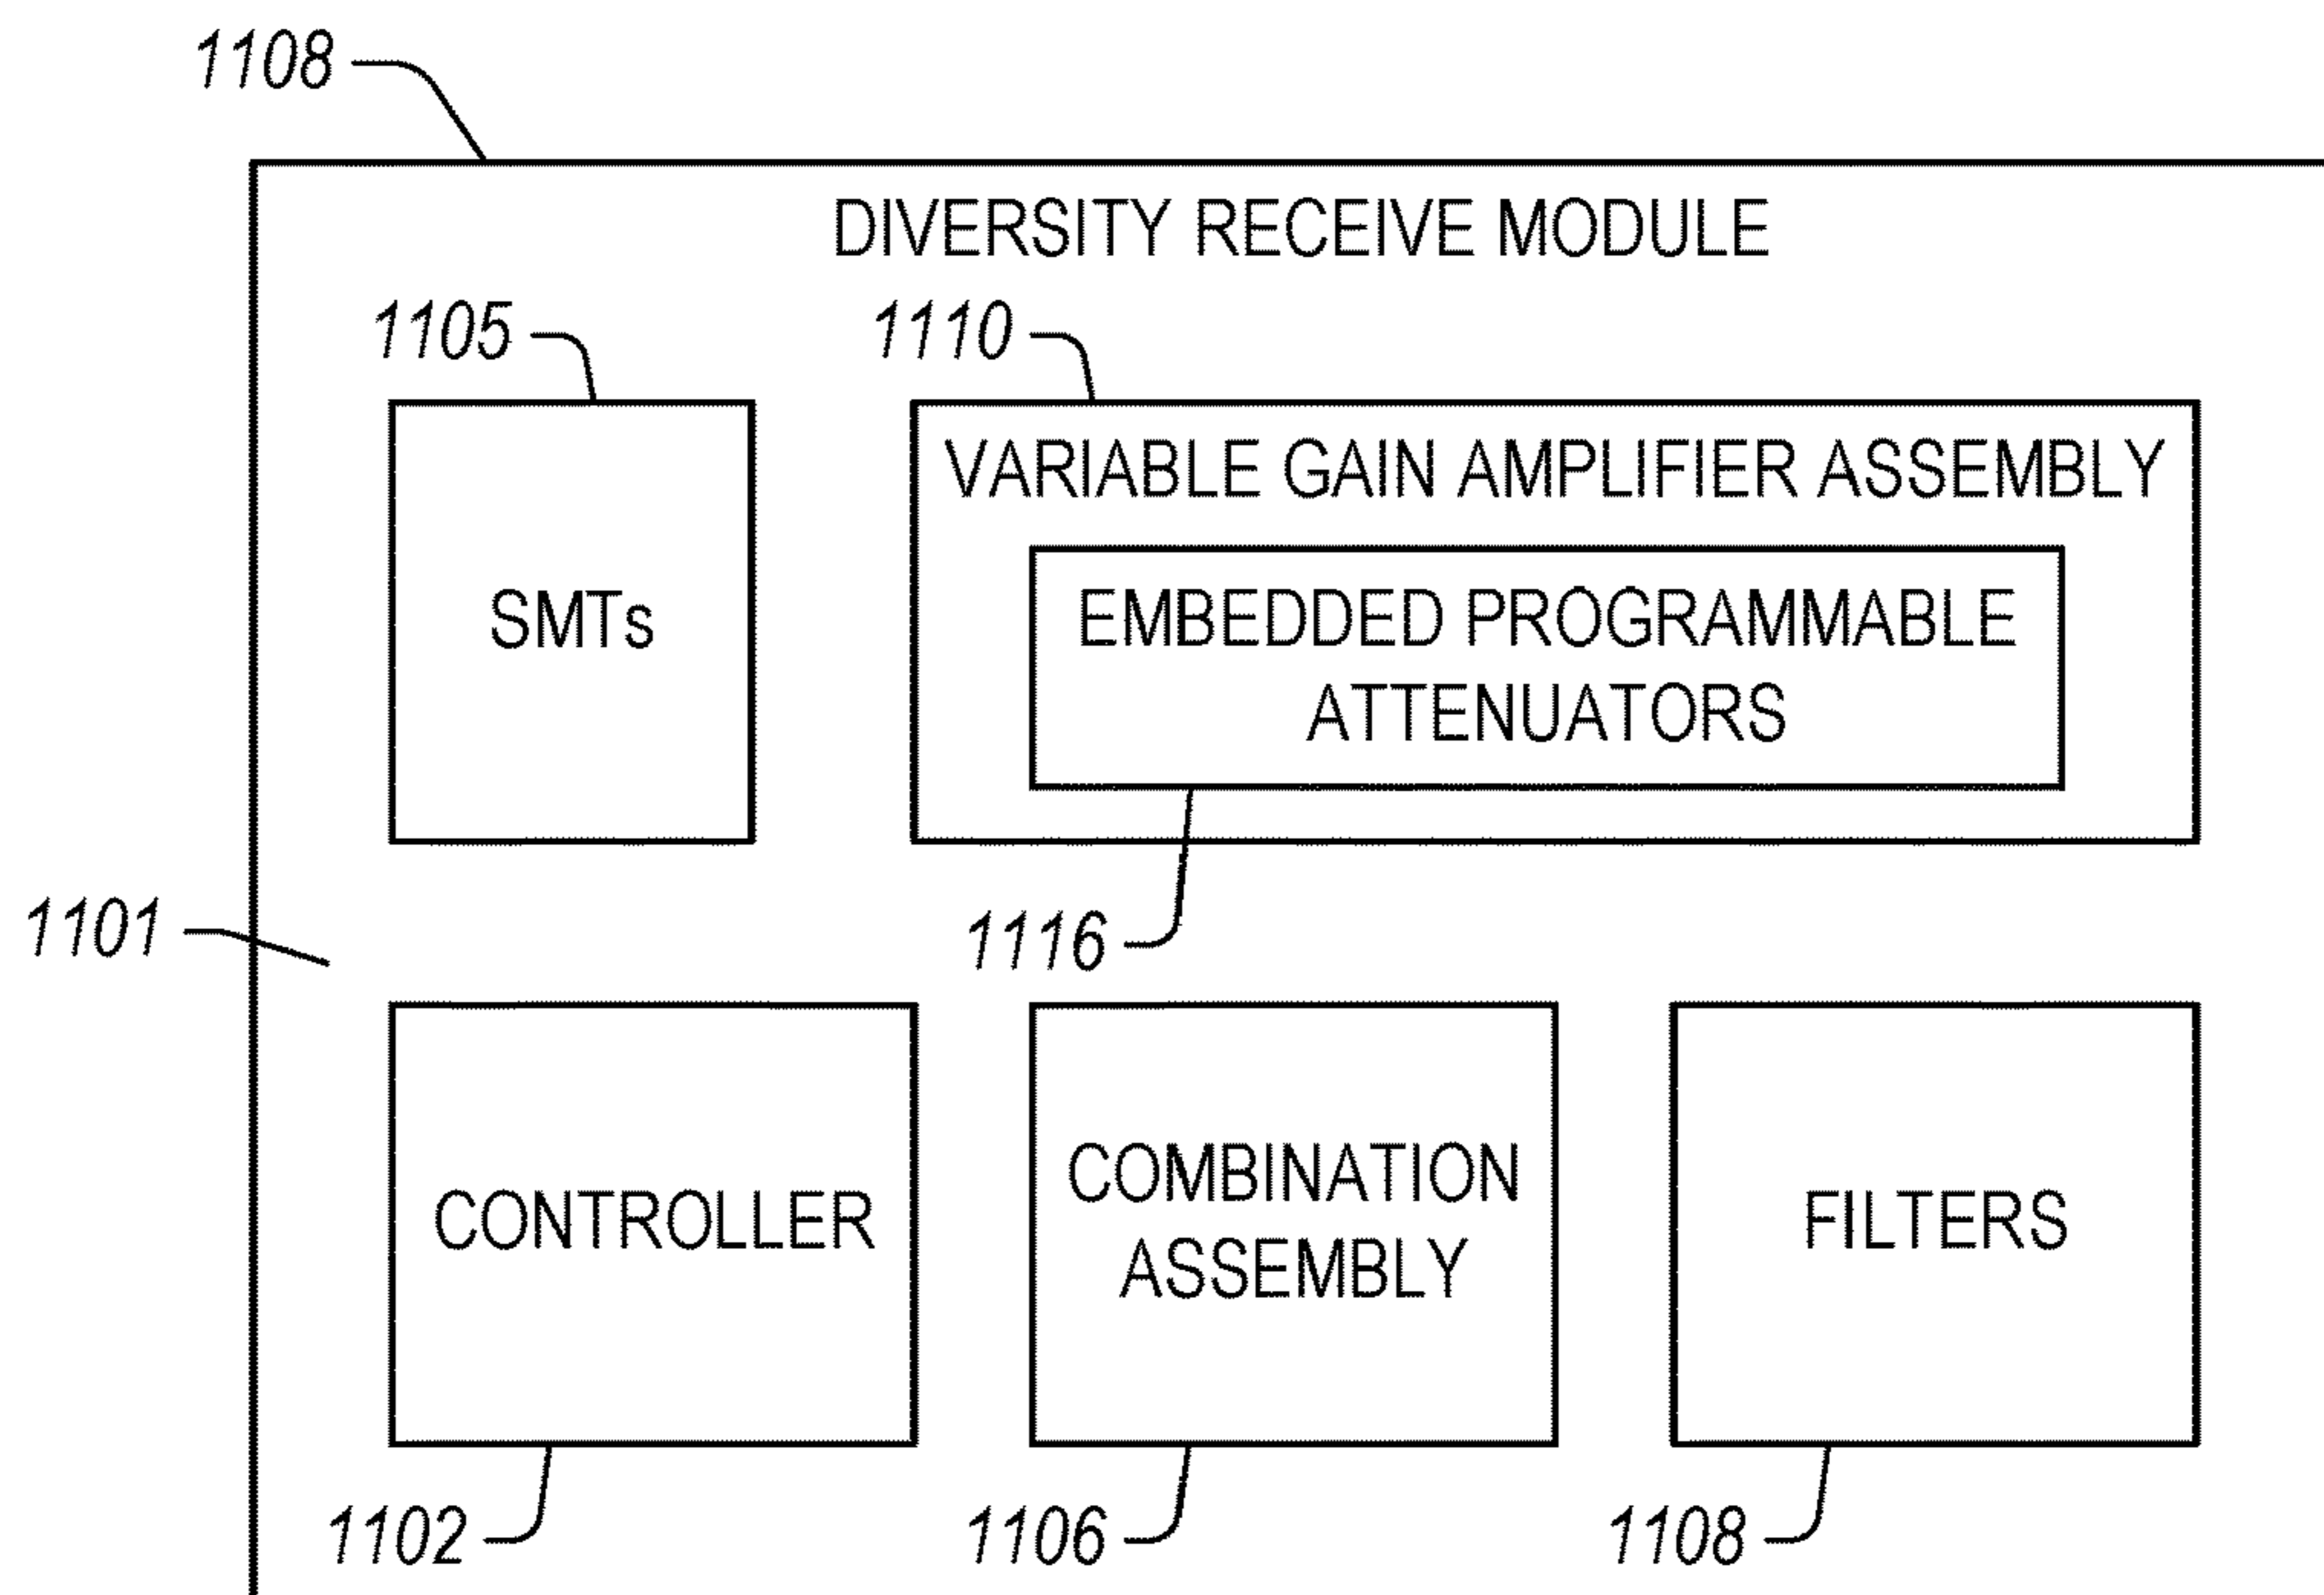 1108
DIVERSITY RECEIVE MODULE
1105
1110
VARIABLE GAIN AMPLIFIER ASSEMBLY
SMTs
EMBEDDED PROGRAMMABLE
ATTENUATORS
1101
1116
CONTROLLER
COMBINATION
ASSEMBLY
FILTERS
1102
1106
1108